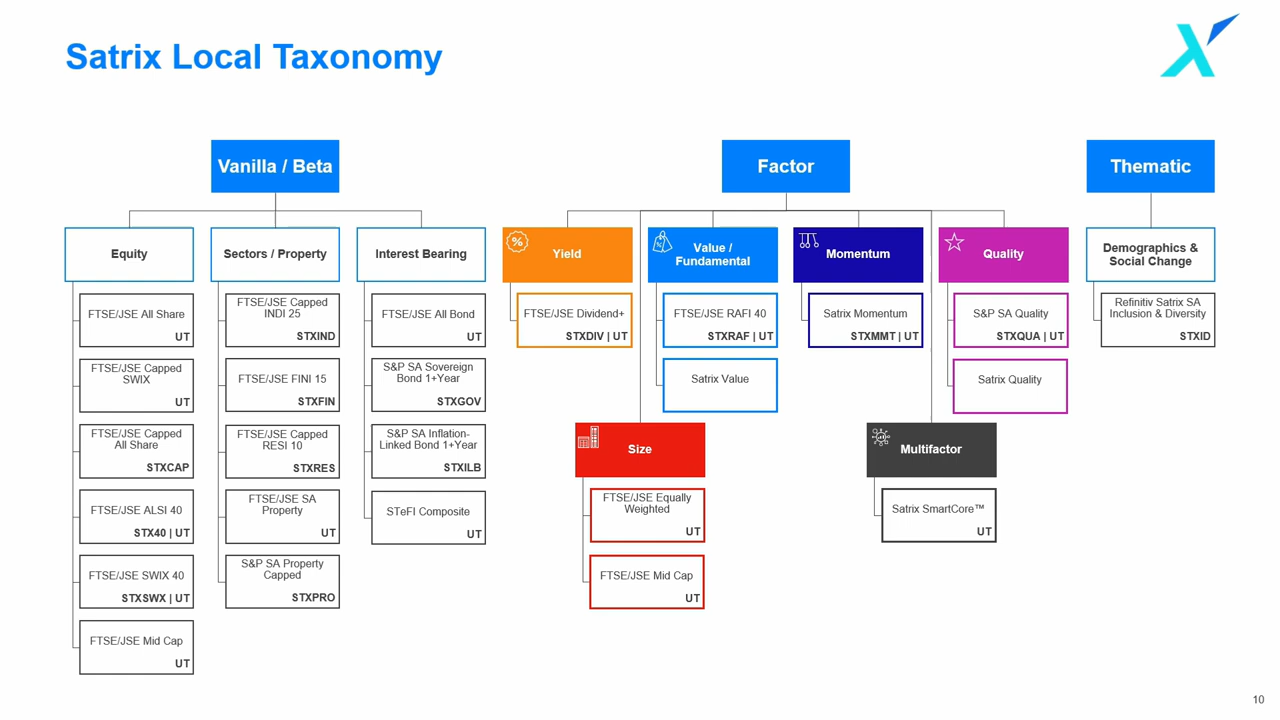 Satrix Local Taxonomy
Vanilla / Beta
Equity
FTSE/JSE All Share
UT
FTSE/JSE Capped
SWIX
UT
FTSE/JSE Capped
All Share
STXCAP
FTSE/JSE ALSI 40
STX40 | UT
FTSE/JSE SWIX 40
STXSWX | UT
FTSE/JSE Mid Cap
UT
Sectors / Property
FTSE/JSE Capped
INDI 25
STXIND
FTSE/JSE FINI 15
STXFIN
FTSE/JSE Capped
RESI 10
STXRES
FTSE/JSE SA
Property
UT
S&P SA Property
Capped
STXPRO
Interest Bearing
FTSE/JSE All Bond
UT
S&P SA Sovereign
Bond 1+Year
STXGOV
S&P SA Inflation-
Linked Bond 1+Year
STXILB
STeFI Composite
UT
Factor
%
Yield
FTSE/JSE Dividend+
STXDIV | UT
Value /
Fundamental
FTSE/JSE RAFI 40
STXRAF | UT
Satrix Value
Momentum
Satrix Momentum
STXMMT | UT
Quality
S&P SA Quality
STXQUA | UT
Satrix Quality
Size
FTSE/JSE Equally
Weighted
UT
FTSE/JSE Mid Cap
UT
Multifactor
Satrix SmartCore™
UT
Thematic
Demographics &
Social Change
Refinitiv Satrix SA
Inclusion & Diversity
STXID
10